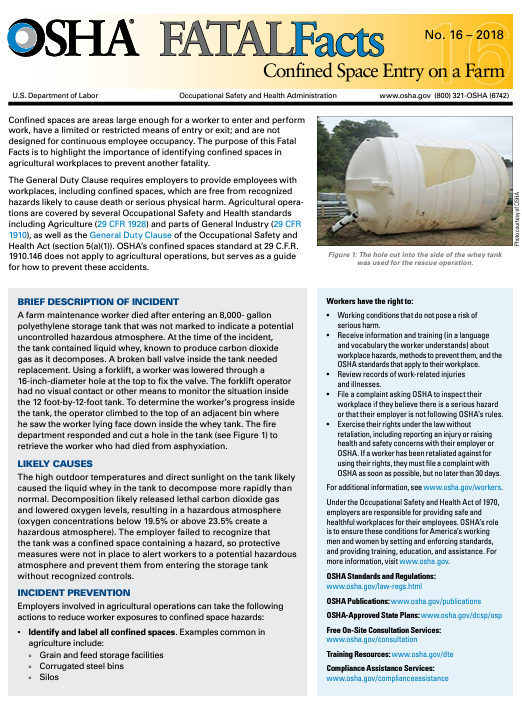 OSHA FATALFacts
No. 16 – 2018
16
Confined Space Entry on a Farm
U.S. Department of Labor
Occupational Safety and Health Administration
www.osha.gov (800) 321-OSHA (6742)
Confined spaces are areas large enough for a worker to enter and perform
work, have a limited or restricted means of entry or exit; and are not
designed for continuous employee occupancy. The purpose of this Fatal
Facts is to highlight the importance of identifying confined spaces in
agricultural workplaces to prevent another fatality.
The General Duty Clause requires employers to provide employees with
workplaces, including confined spaces, which are free from recognized
hazards likely to cause death or serious physical harm. Agricultural opera-
tions are covered by several Occupational Safety and Health standards
including Agriculture (29 CFR 1928) and parts of General Industry (29 CFR
1910), as well as the General Duty Clause of the Occupational Safety and
Health Act (section 5(a)(1)). OSHA's confined spaces standard at 29 C.F.R.
1910.146 does not apply to agricultural operations, but serves as a guide
for how to prevent these accidents.
Photo courtesy of OSHA
Figure 1: The hole cut into the side of the whey tank
was used for the rescue operation.
BRIEF DESCRIPTION OF INCIDENT
A farm maintenance worker died after entering an 8,000- gallon
polyethylene storage tank that was not marked to indicate a potential
uncontrolled hazardous atmosphere. At the time of the incident,
the tank contained liquid whey, known to produce carbon dioxide
gas as it decomposes. A broken ball valve inside the tank needed
replacement. Using a forklift, a worker was lowered through a
16-inch-diameter hole at the top to fix the valve. The forklift operator
had no visual contact or other means to monitor the situation inside
the 12 foot-by-12-foot tank. To determine the worker's progress inside
the tank, the operator climbed to the top of an adjacent bin where
he saw the worker lying face down inside the whey tank. The fire
department responded and cut a hole in the tank (see Figure 1) to
retrieve the worker who had died from asphyxiation.
LIKELY CAUSES
The high outdoor temperatures and direct sunlight on the tank likely
caused the liquid whey in the tank to decompose more rapidly than
normal. Decomposition likely released lethal carbon dioxide gas
and lowered oxygen levels, resulting in a hazardous atmosphere
(oxygen concentrations below 19.5% or above 23.5% create a
hazardous atmosphere). The employer failed to recognize that
the tank was a confined space containing a hazard, so protective
measures were not in place to alert workers to a potential hazardous
atmosphere and prevent them from entering the storage tank
without recognized controls.
INCIDENT PREVENTION
Employers involved in agricultural operations can take the following
actions to reduce worker exposures to confined space hazards:
• Identify and label all confined spaces. Examples common in
agriculture include:
▫ Grain and feed storage facilities
▫ Corrugated steel bins
▫ Silos
Workers have the right to:
• Working conditions that do not pose a risk of
serious harm.
• Receive information and training (in a language
and vocabulary the worker understands) about
workplace hazards, methods to prevent them, and the
OSHA standards that apply to their workplace.
• Review records of work-related injuries
and illnesses.
• File a complaint asking OSHA to inspect their
workplace if they believe there is a serious hazard
or that their employer is not following OSHA's rules.
• Exercise their rights under the law without
retaliation, including reporting an injury or raising
health and safety concerns with their employer or
OSHA. If a worker has been retaliated against for
using their rights, they must file a complaint with
OSHA as soon as possible, but no later than 30 days.
For additional information, see www.osha.gov/workers.
Under the Occupational Safety and Health Act of 1970,
employers are responsible for providing safe and
healthful workplaces for their employees. OSHA's role
is to ensure these conditions for America's working
men and women by setting and enforcing standards,
and providing training, education, and assistance. For
more information, visit www.osha.gov.
OSHA Standards and Regulations:
www.osha.gov/law-regs.html
OSHA Publications: www.osha.gov/publications
OSHA-Approved State Plans: www.osha.gov/dcsp/osp
Free On-Site Consultation Services:
www.osha.gov/consultation
Training Resources: www.osha.gov/dte
Compliance Assistance Services:
www.osha.gov/complianceassistance